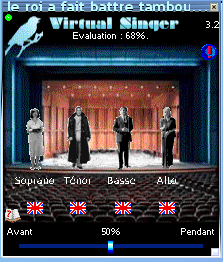 le roi a fait battre tambou
Virtual Singer
3.2
Evaluation : 68%.
Soprano Ténor Basse Alto
Avant 50% Pendant